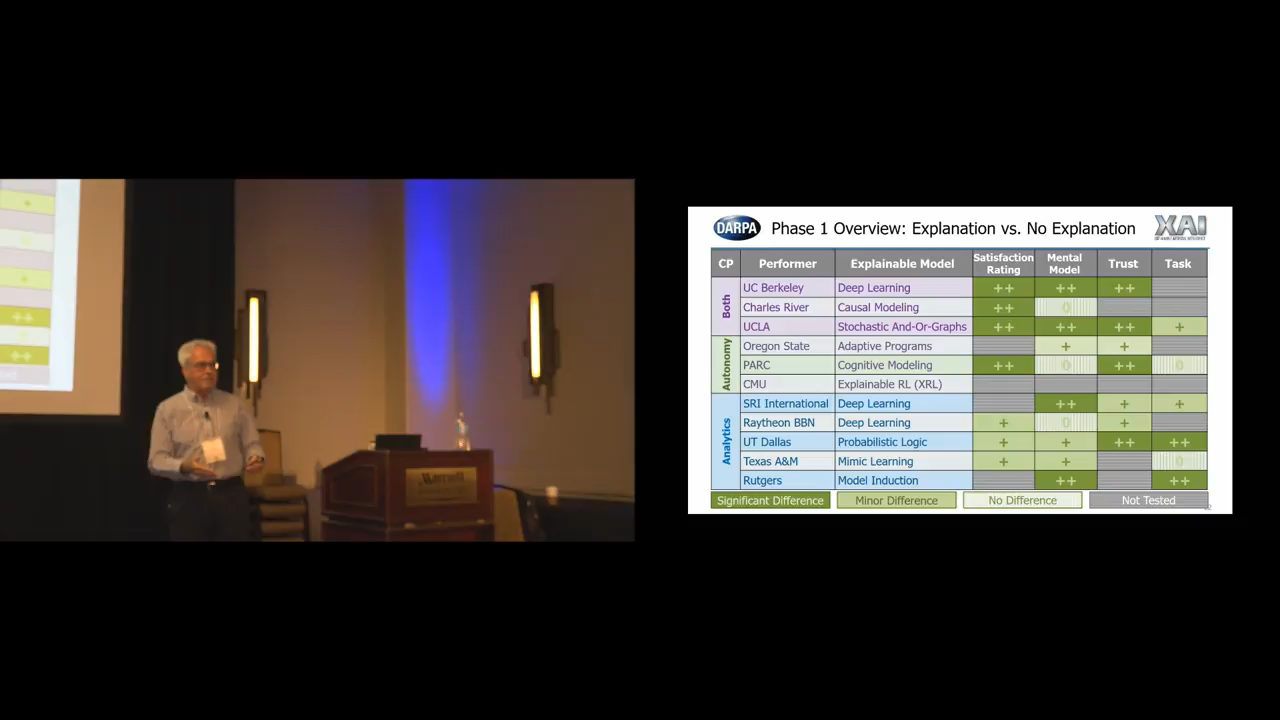 ++
++
Marriott
DARPA
Phase 1 Overview: Explanation vs. No Explanation
XAI
CP Performer Explainable Model Satisfaction Rating Mental Model Trust Task
Both
UC Berkeley Deep Learning ++ ++ ++
Charles River Causal Modeling ++ 0
UCLA Stochastic And-Or-Graphs ++ ++ ++ +
Autonomy
Oregon State Adaptive Programs + +
PARC Cognitive Modeling ++ 0 ++ 0
CMU Explainable RL (XRL)
Analytics
SRI International Deep Learning ++ + +
Raytheon BBN Deep Learning + 0 +
UT Dallas Probabilistic Logic + + ++ ++
Texas A&M Mimic Learning + + 0
Rutgers Model Induction ++ ++
Significant Difference Minor Difference No Difference Not Tested